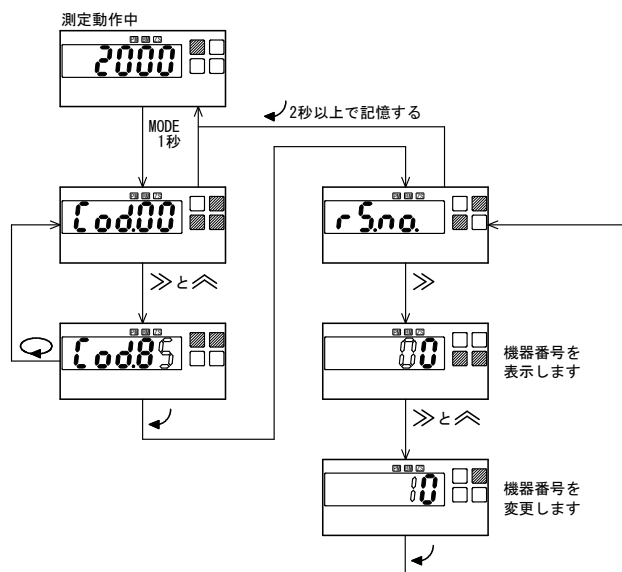 測定動作中
2000
2秒以上で記憶する
MODE
1秒
Cod.00
rS.no.
≫と︽
≫
Cod.85
00
機器番号を
表示します
≫と︽
10
機器番号を
変更します